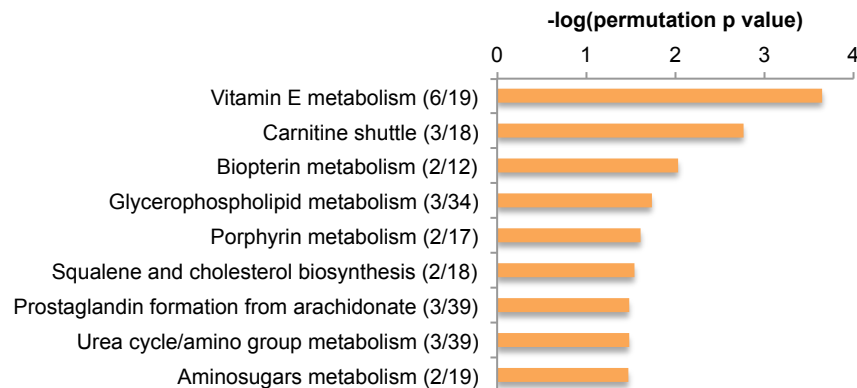 -log(permutation p value)
0 1 2 3 4
Vitamin E metabolism (6/19)
Carnitine shuttle (3/18)
Biopterin metabolism (2/12)
Glycerophospholipid metabolism (3/34)
Porphyrin metabolism (2/17)
Squalene and cholesterol biosynthesis (2/18)
Prostaglandin formation from arachidonate (3/39)
Urea cycle/amino group metabolism (3/39)
Aminosugars metabolism (2/19)